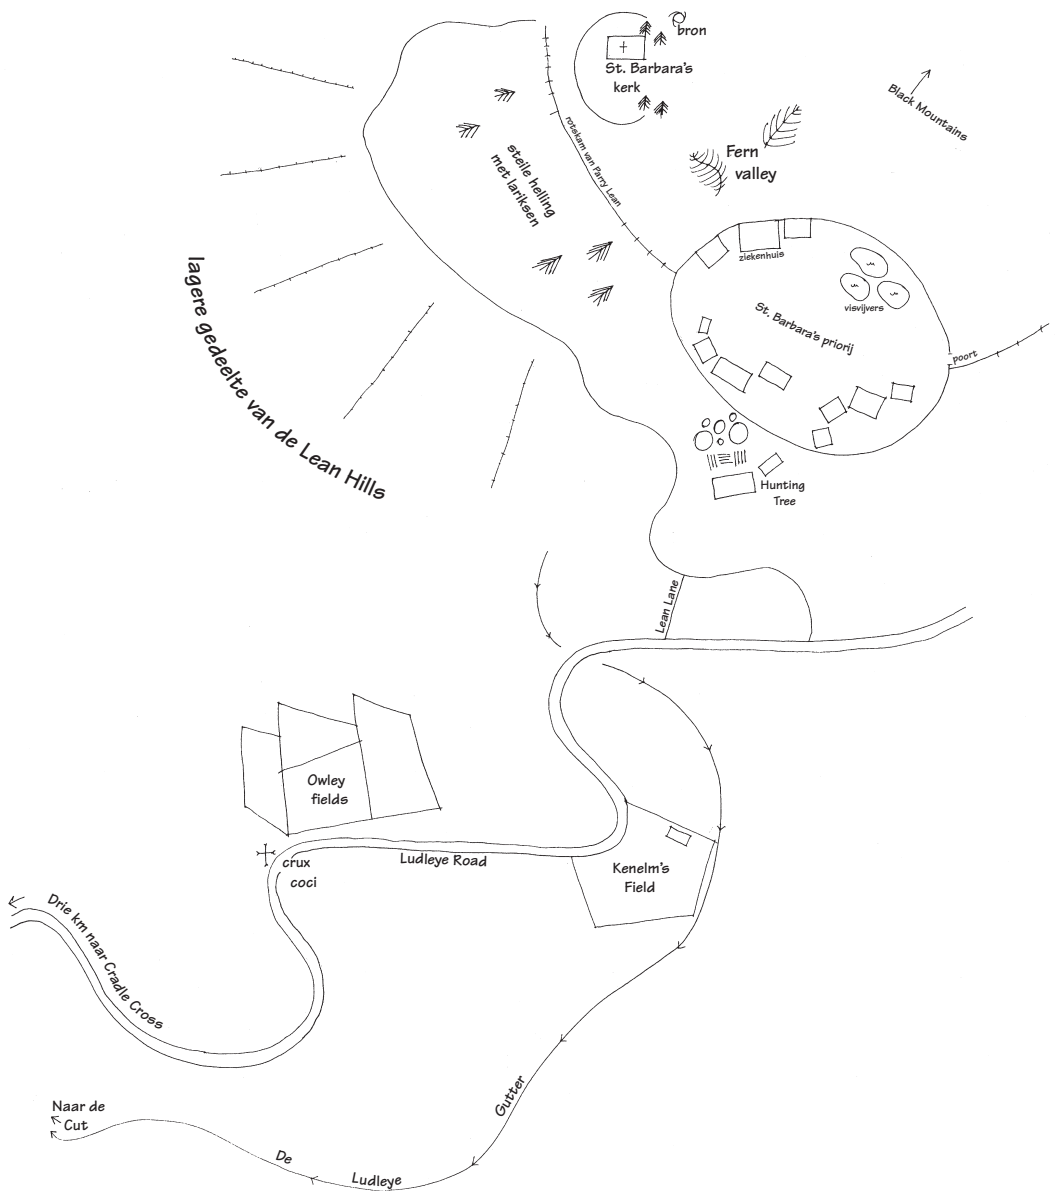 bron
St. Barbara's
kerk
Black Mountains
rotskam van Parry Lean
steile helling
met lariksen
Fern
valley
ziekenhuis
visvijvers
St. Barbara's priorij
poort
lagere gedeelte van de Lean Hills
Hunting
Tree
Lean Lane
Owley
fields
crux
coci
Ludleye Road
Kenelm's
Field
Drie km naar Cradle Cross
Naar de
Cut
De Ludleye Gutter